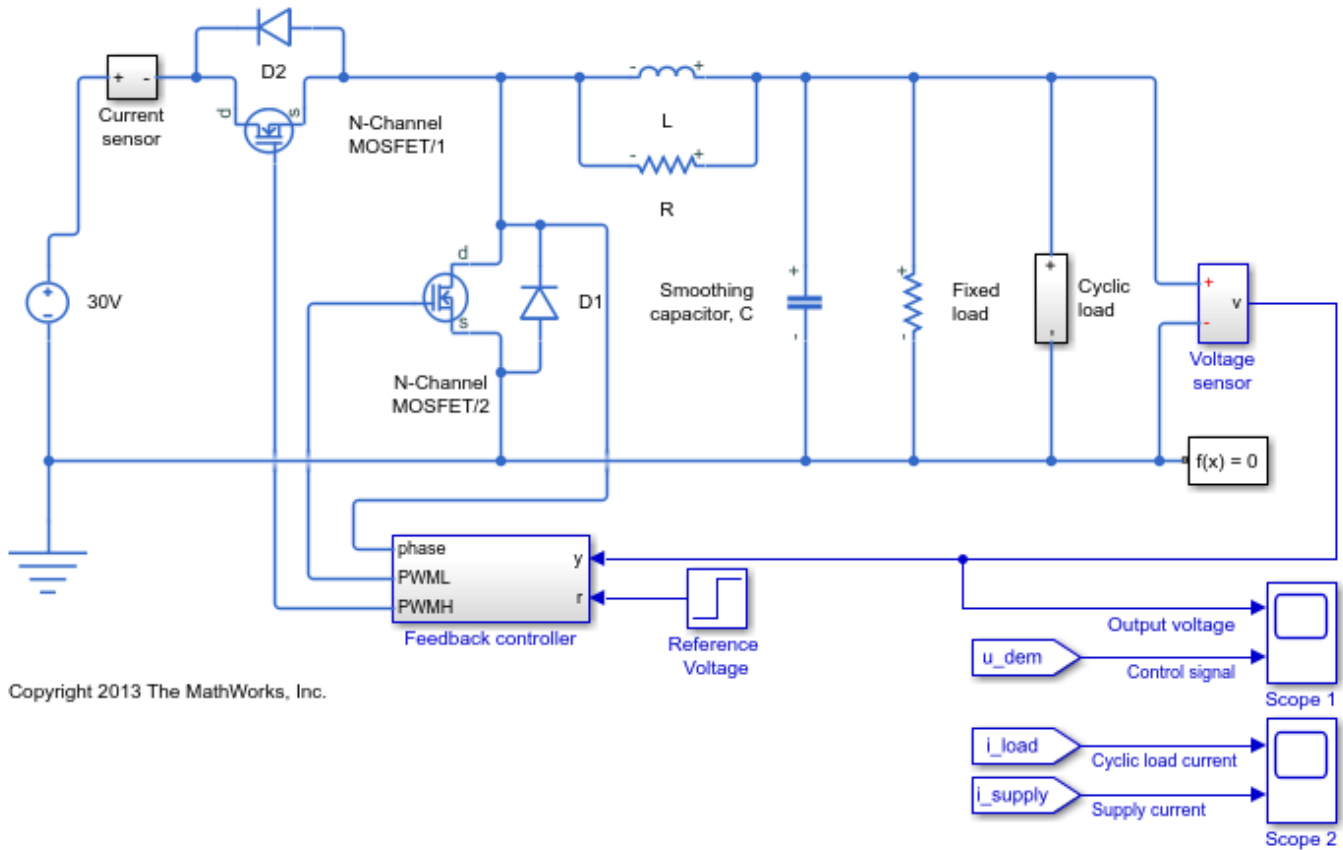 D2
+ -
Current
sensor
d
s
N-Channel
MOSFET/1
- +
L
- +
R
30V
+
-
d
s
D1
N-Channel
MOSFET/2
+
Smoothing
capacitor, C
-
+
Fixed
load
-
+
Cyclic
load
-
+
-
v
Voltage
sensor
f(x) = 0
phase
PWML
PWMH
y
r
Feedback controller
Reference
Voltage
Output voltage
u_dem
Control signal
Scope 1
i_load
Cyclic load current
i_supply
Supply current
Scope 2
Copyright 2013 The MathWorks, Inc.